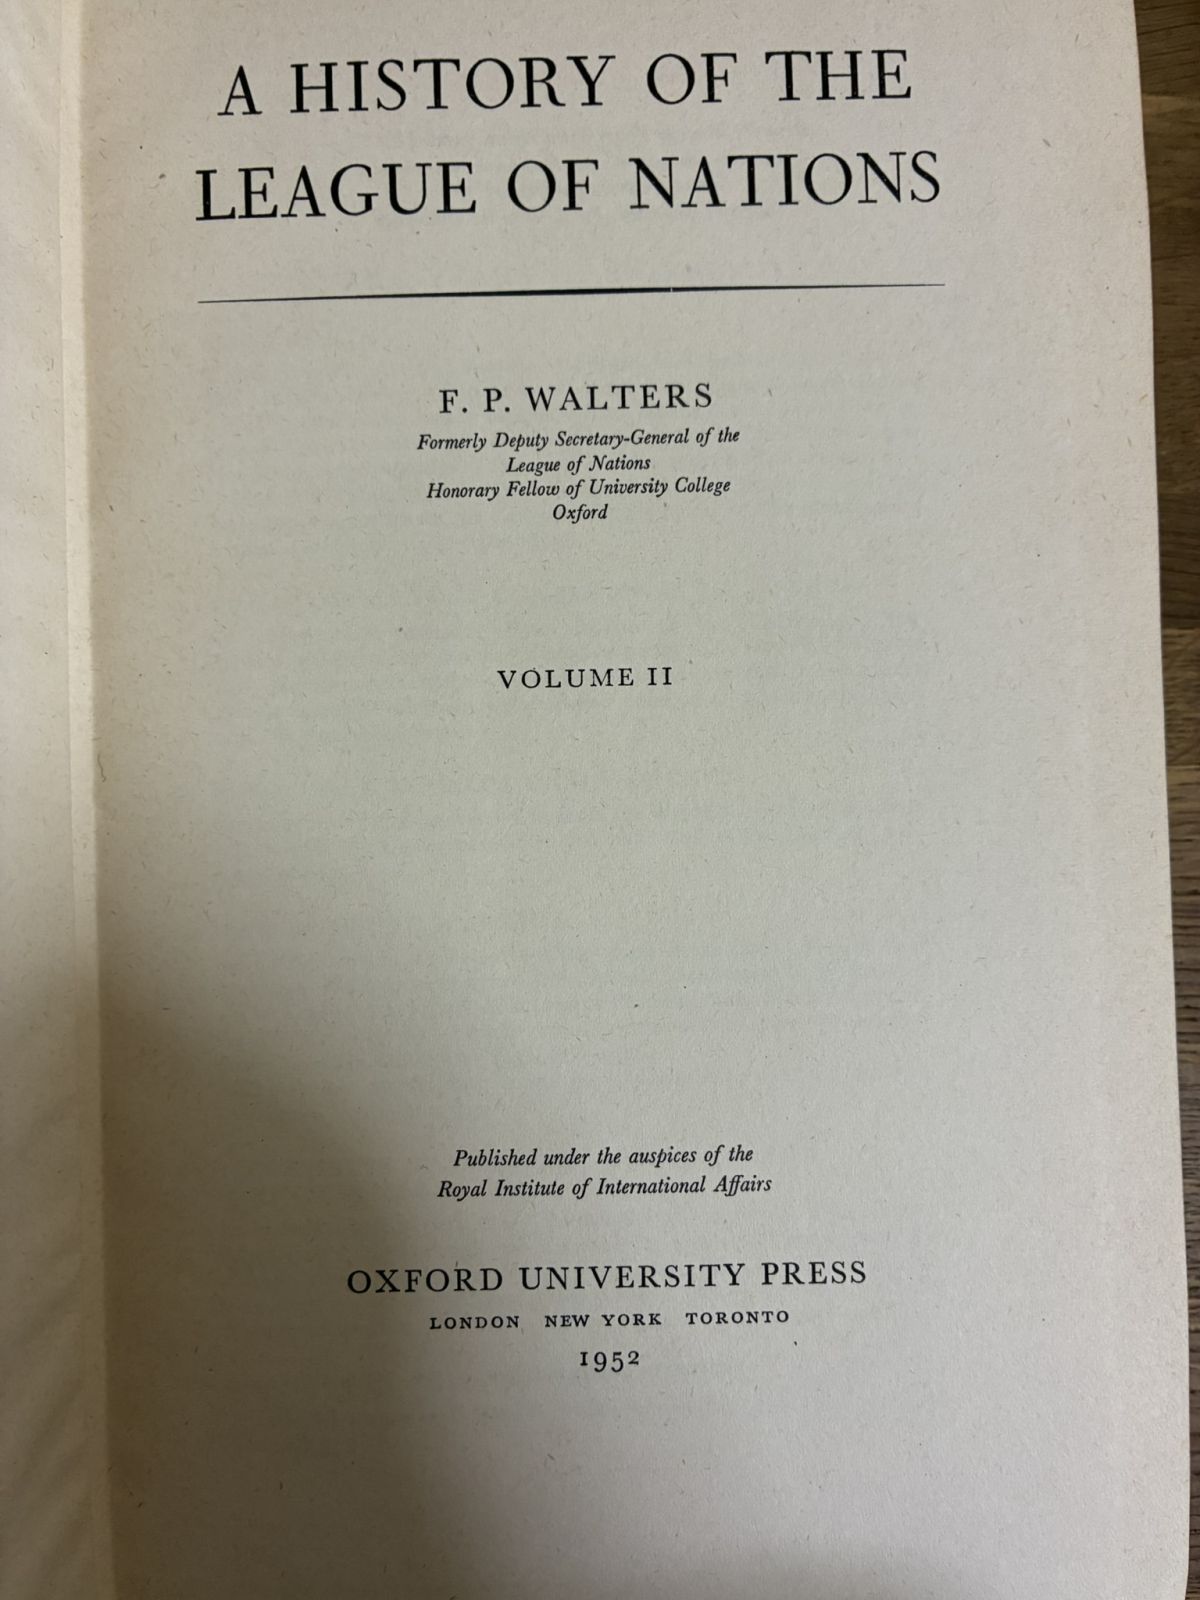 A HISTORY OF THE
LEAGUE OF NATIONS
F. P. WALTERS
Formerly Deputy Secretary-General of the
League of Nations
Honorary Fellow of University College
Oxford
VOLUME II
Published under the auspices of the
Royal Institute of International Affairs
OXFORD UNIVERSITY PRESS
LONDON NEW YORK TORONTO
1952